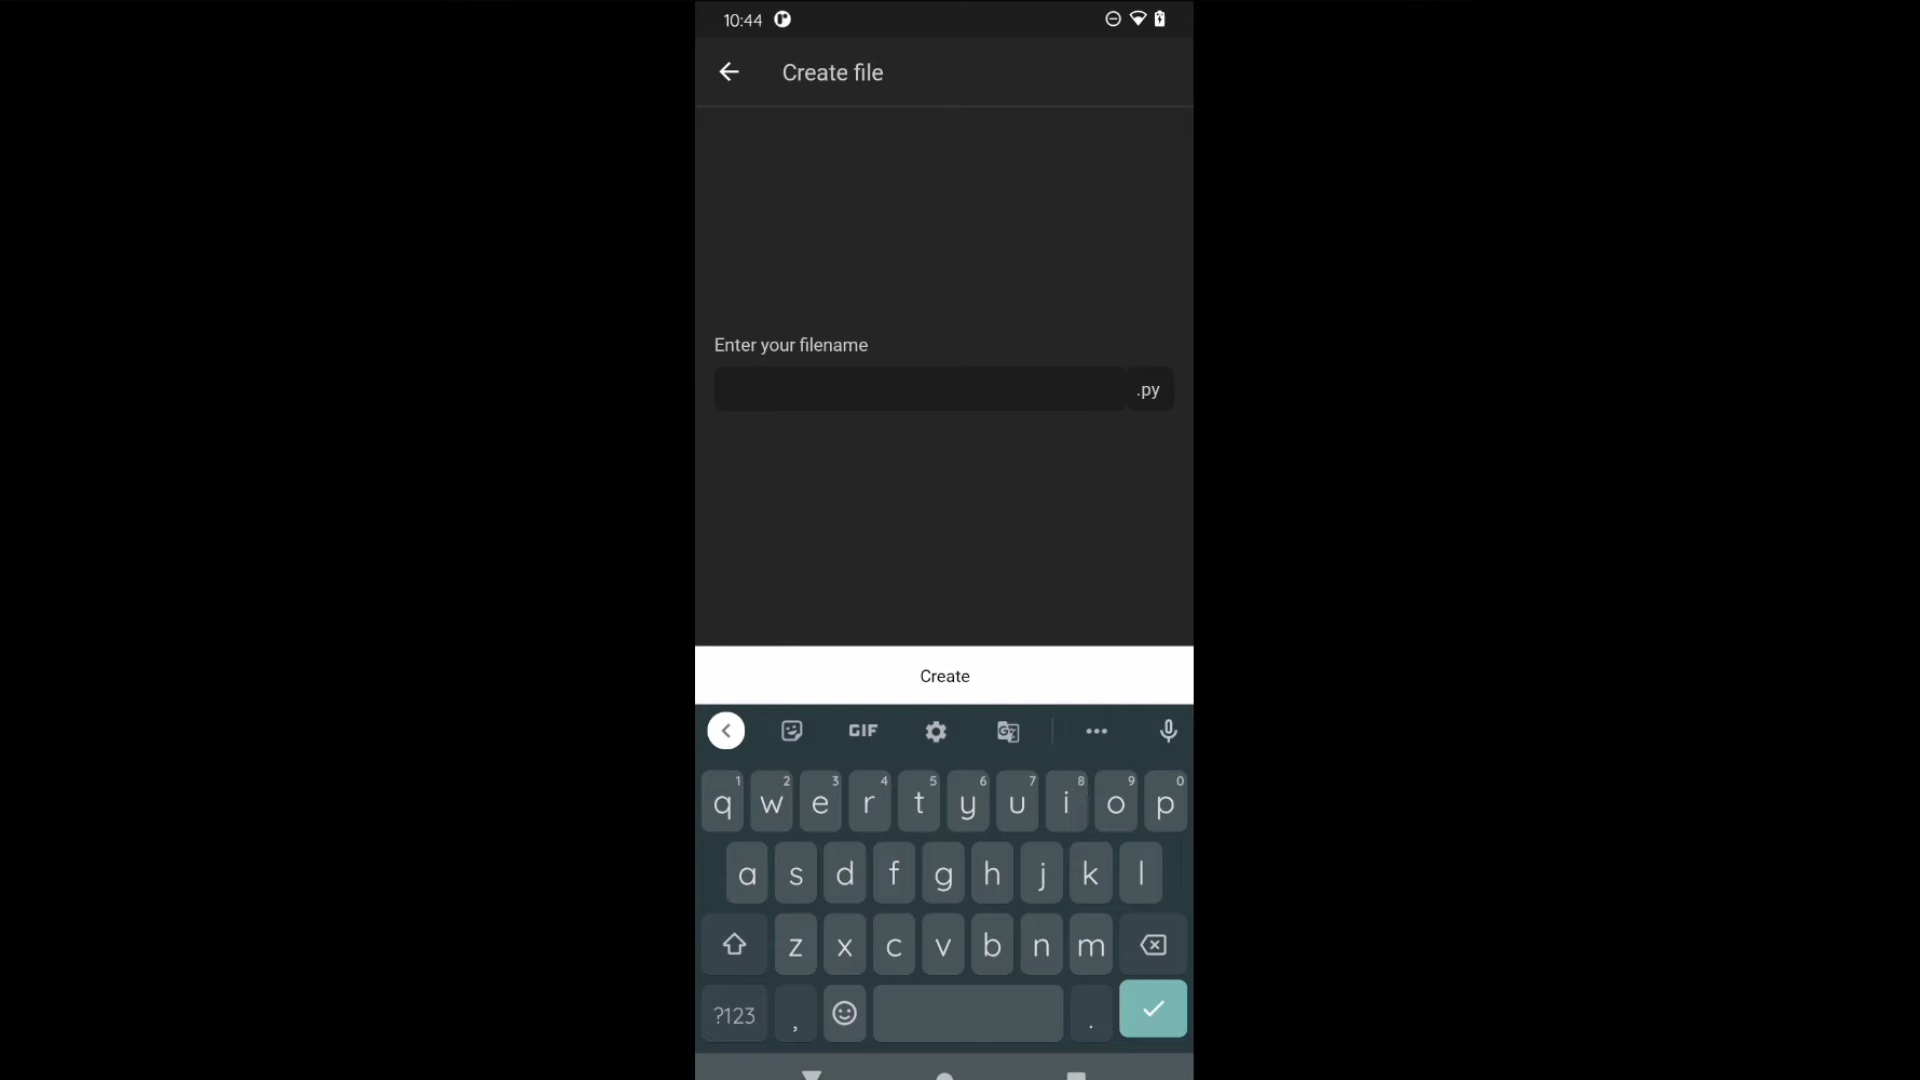 10:44
Create file
Enter your filename
.py
Create
GIF
1 2 3 4 5 6 7 8 9 0
q w e r t y u i o p
a s d f g h j k l
z x c v b n m
?123 , .